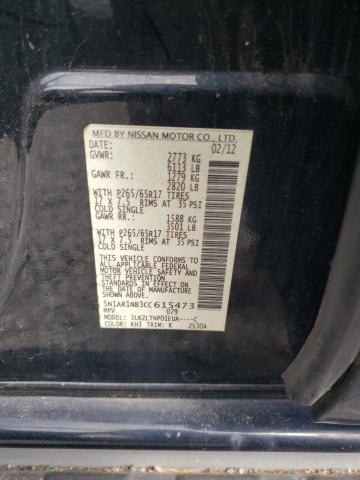 MFD BY NISSAN MOTOR CO., LTD.
DATE: 02/12
GVWR: 2773 KG
6113 LB
GAWR FR.: 1279 KG
2820 LB
WITH P265/65R17 TIRES
17 X 7.5, RIMS AT 35 PSI
COLD SINGLE
GAWR RR.: 1588 KG
3501 LB
WITH P265/65R17 TIRES
17 X 7.5, RIMS AT 35 PSI
COLD SINGLE
THIS VEHICLE CONFORMS TO ALL
APPLICABLE FEDERAL MOTOR
VEHICLE SAFETY AND THEFT
PREVENTION STANDARDS IN EFFECT
ON THE DATE OF MANUFACTURE
SHOWN ABOVE.
5N1AR1NB3CC615473
MPV 079
MODEL: JLKZLTNPD1EUA----C
COLOR: KH3 TRIM: K 2530A